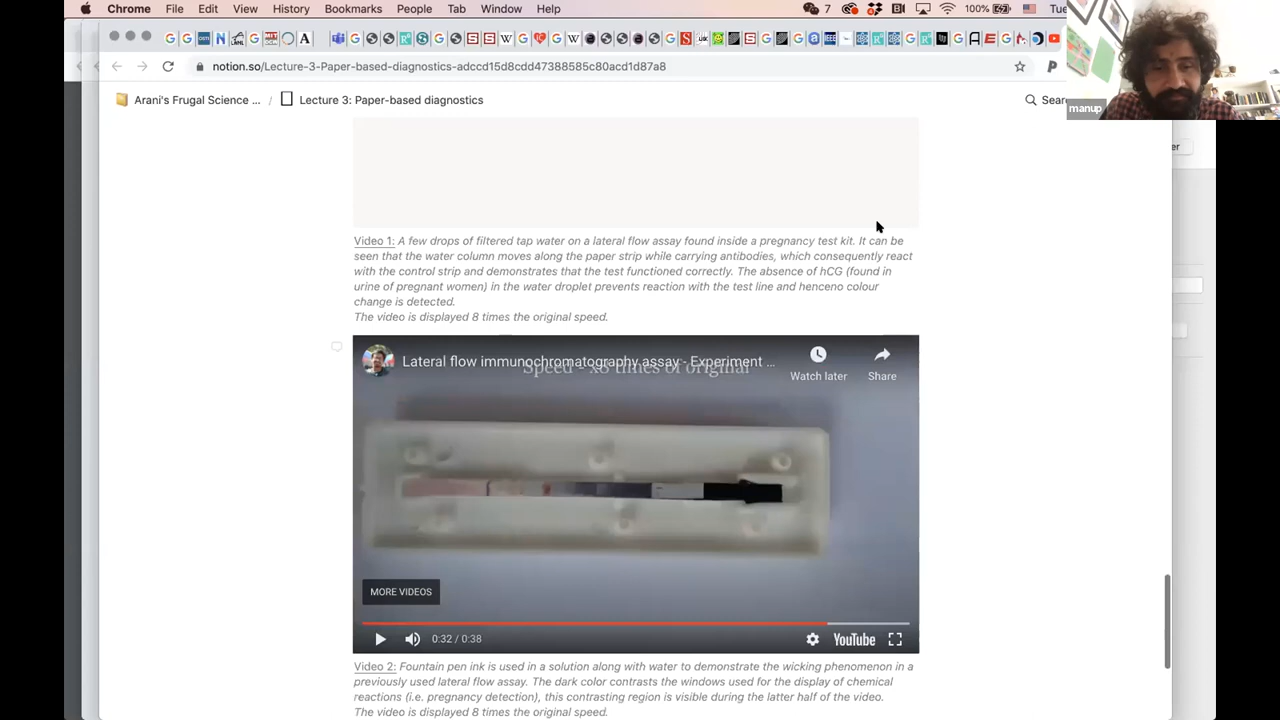 Chrome File Edit View History Bookmarks People Tab Window Help 7 100% Tue
notion.so/Lecture-3-Paper-based-diagnostics-adccd15d8cdd47388585c80acd1d87a8
Arani's Frugal Science ... / Lecture 3: Paper-based diagnostics Sear
manup
er
Video 1: A few drops of filtered tap water on a lateral flow assay found inside a pregnancy test kit. It can be
seen that the water column moves along the paper strip while carrying antibodies, which consequently react
with the control strip and demonstrates that the test functioned correctly. The absence of hCG (found in
urine of pregnant women) in the water droplet prevents reaction with the test line and henceno colour
change is detected.
The video is displayed 8 times the original speed.
Lateral flow immunochromatography assay - Experiment ...
Speed - x8 times of original
Watch later Share
MORE VIDEOS
0:32 / 0:38 YouTube
Video 2: Fountain pen ink is used in a solution along with water to demonstrate the wicking phenomenon in a
previously used lateral flow assay. The dark color contrasts the windows used for the display of chemical
reactions (i.e. pregnancy detection), this contrasting region is visible during the latter half of the video.
The video is displayed 8 times the original speed.